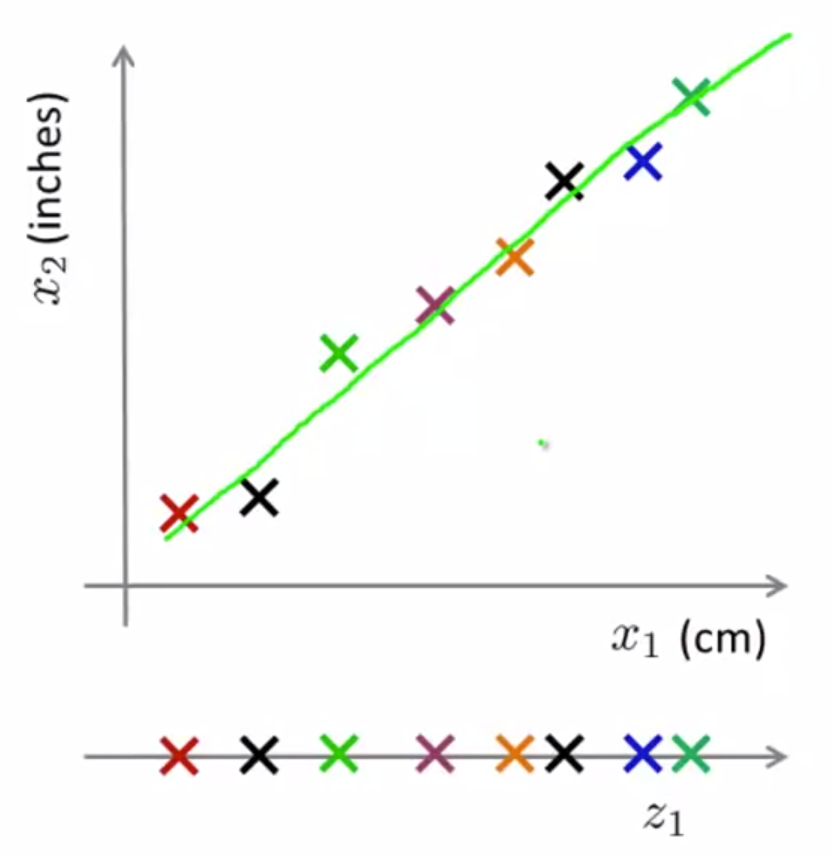 x₂ (inches)
x₁ (cm)
z₁